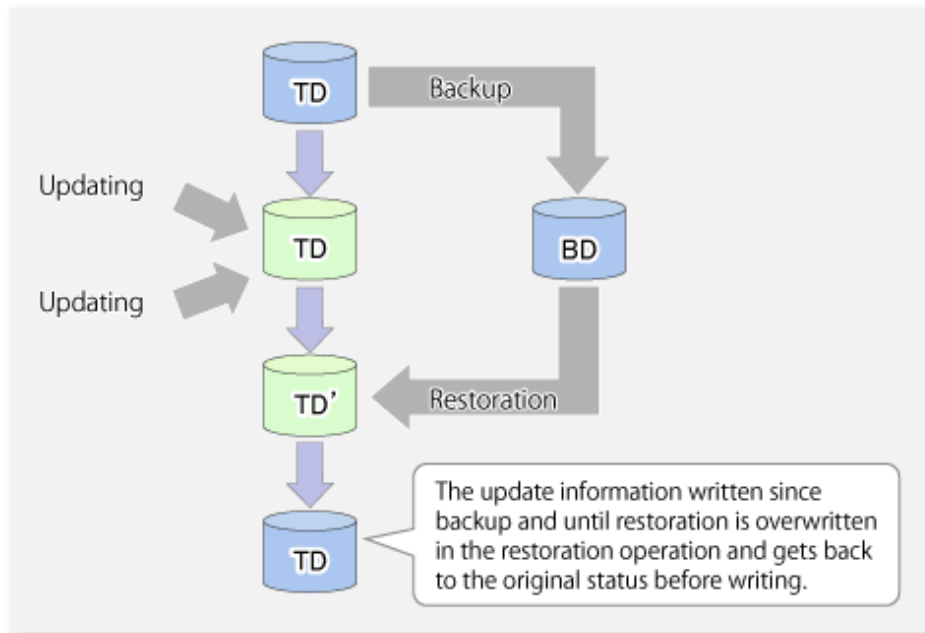 TD
Backup
Updating
TD
BD
Updating
TD’
Restoration
The update information written since
backup and until restoration is overwritten
in the restoration operation and gets back
to the original status before writing.
TD